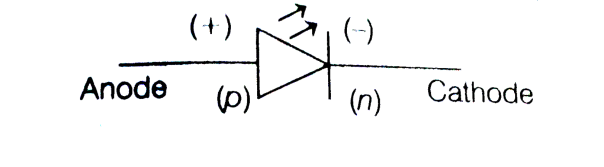 (+) (–)
Anode (p) (n) Cathode